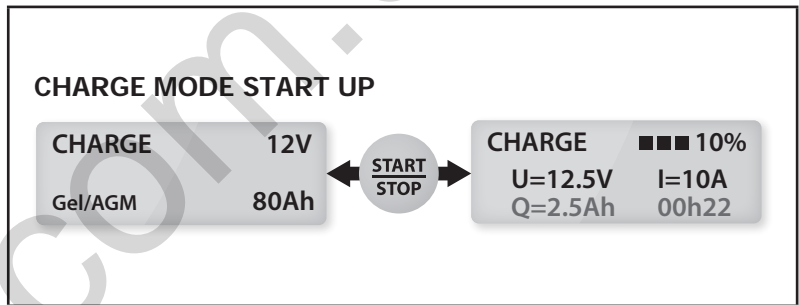 CHARGE MODE START UP
CHARGE 12V
Gel/AGM 80Ah
START
STOP
CHARGE ■■■ 10%
U=12.5V I=10A
Q=2.5Ah 00h22
com.